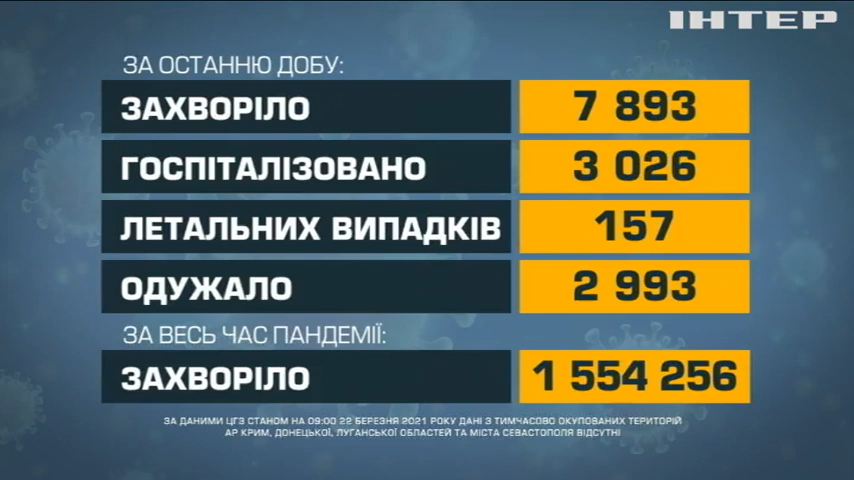 ІНТЕР
ЗА ОСТАННЮ ДОБУ:
ЗАХВОРІЛО 7 893
ГОСПІТАЛІЗОВАНО 3 026
ЛЕТАЛЬНИХ ВИПАДКІВ 157
ОДУЖАЛО 2 993
ЗА ВЕСЬ ЧАС ПАНДЕМІЇ:
ЗАХВОРІЛО 1 554 256
ЗА ДАНИМИ ЦГЗ СТАНОМ НА 09:00 22 БЕРЕЗНЯ 2021 РОКУ ДАНІ З ТИМЧАСОВО ОКУПОВАНИХ ТЕРИТОРІЙ
АР КРИМ, ДОНЕЦЬКОЇ, ЛУГАНСЬКОЇ ОБЛАСТЕЙ ТА МІСТА СЕВАСТОПОЛЯ ВІДСУТНІ